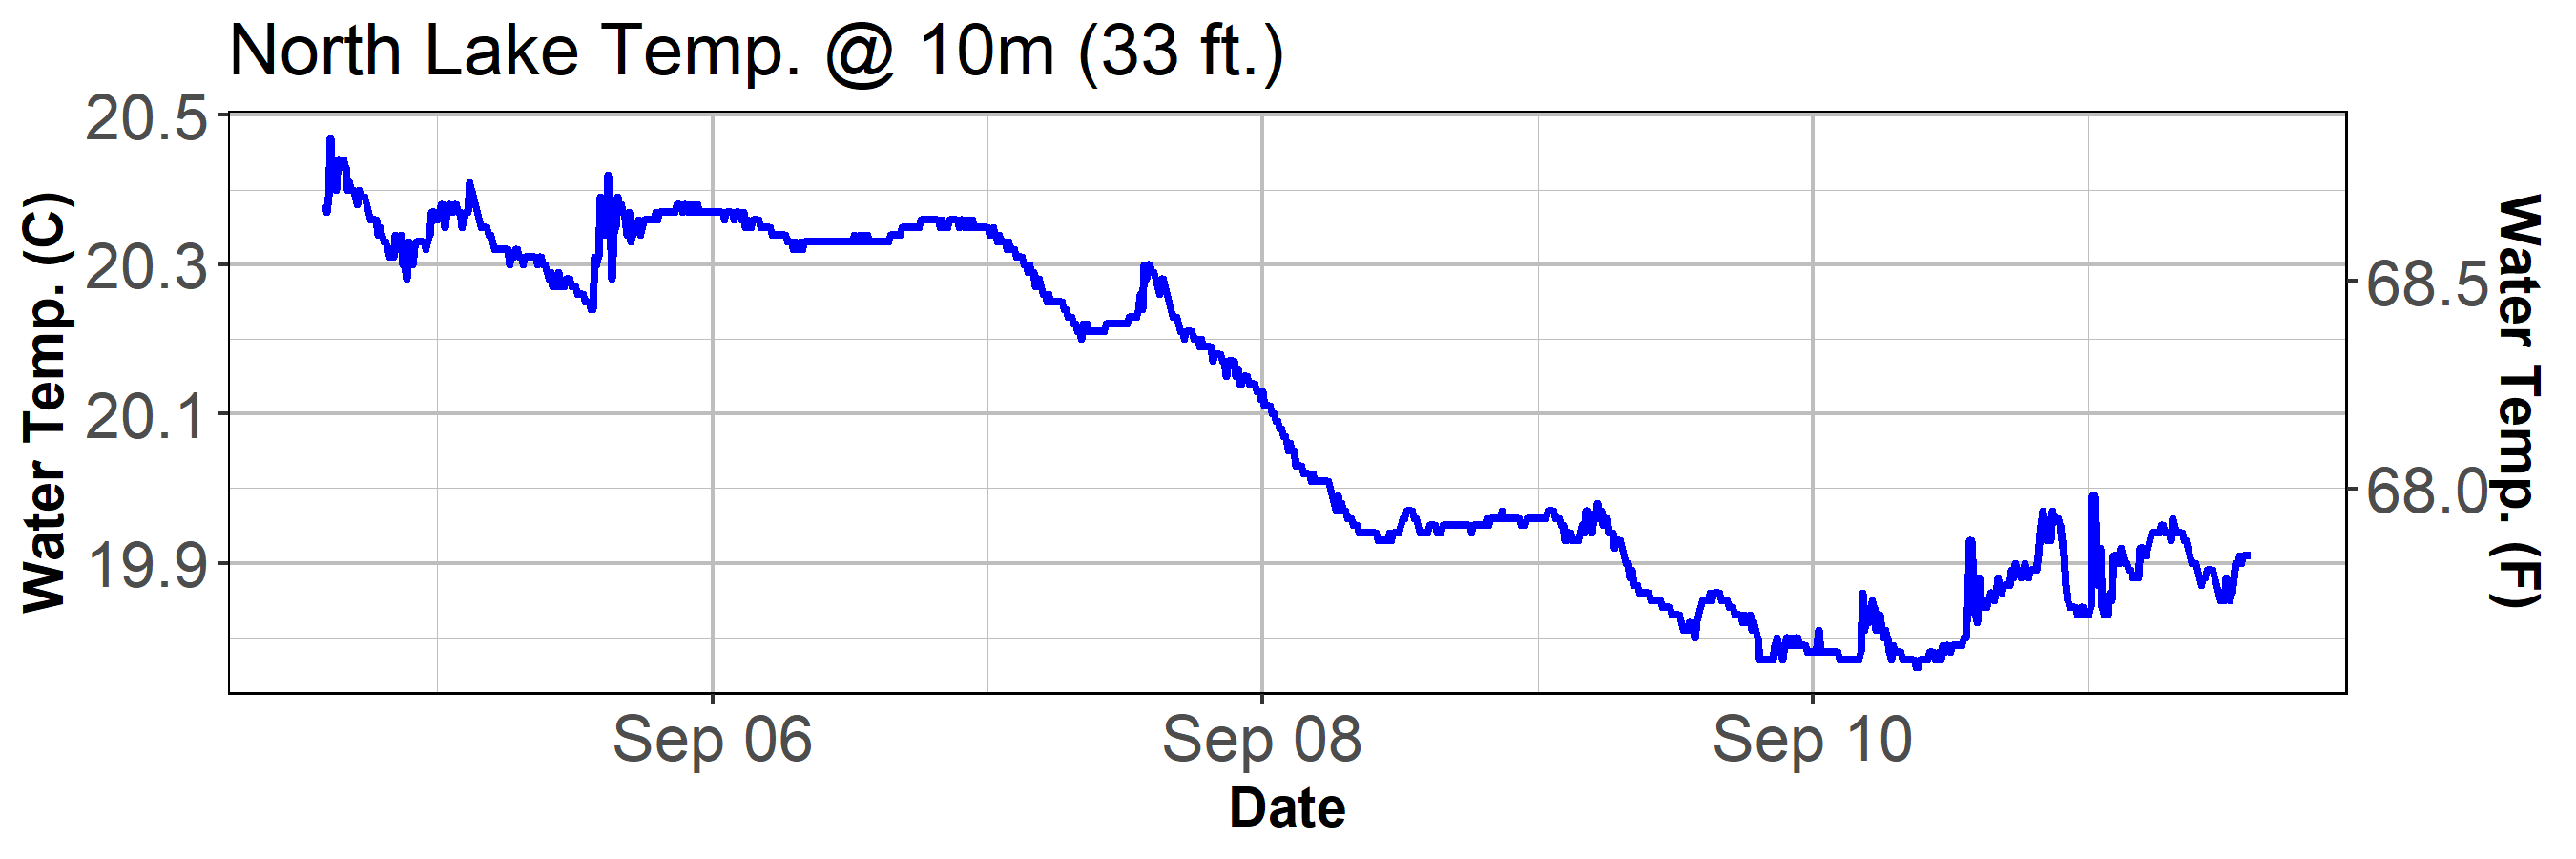 North Lake Temp. @ 10m (33 ft.)
Water Temp. (C)
20.5
20.3
20.1
19.9
68.5
68.0
Water Temp. (F)
Sep 06
Sep 08
Sep 10
Date